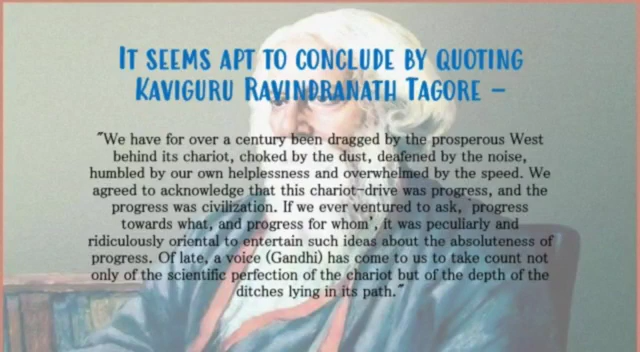 IT SEEMS APT TO CONCLUDE BY QUOTING
KAVIGURU RAVINDRANATH TAGORE –
"We have for over a century been dragged by the prosperous West
behind its chariot, choked by the dust, deafened by the noise,
humbled by our own helplessness and overwhelmed by the speed. We
agreed to acknowledge that this chariot-drive was progress, and the
progress was civilization. If we ever ventured to ask, `progress
towards what, and progress for whom', it was peculiarly and
ridiculously oriental to entertain such ideas about the absoluteness of
progress. Of late, a voice (Gandhi) has come to us to take count not
only of the scientific perfection of the chariot but of the depth of the
ditches lying in its path."